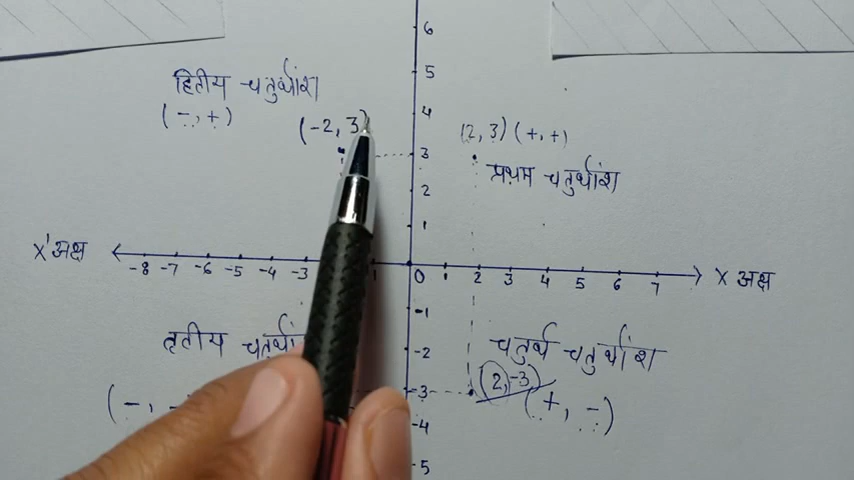 6
5
द्वितीय चतुर्थांश
(-,+)
4
(-2, 3)
(2, 3) (+, +)
3
प्रथम चतुर्थांश
2
1
X' अक्ष
-8 -7 -6 -5 -4 -3
0 1 2 3 4 5 6 7
X अक्ष
-1
तृतीय
-2
चतुर्थ चतुर्थांश
(2,-3)
-3
(-,
(+, -)
-4
-5